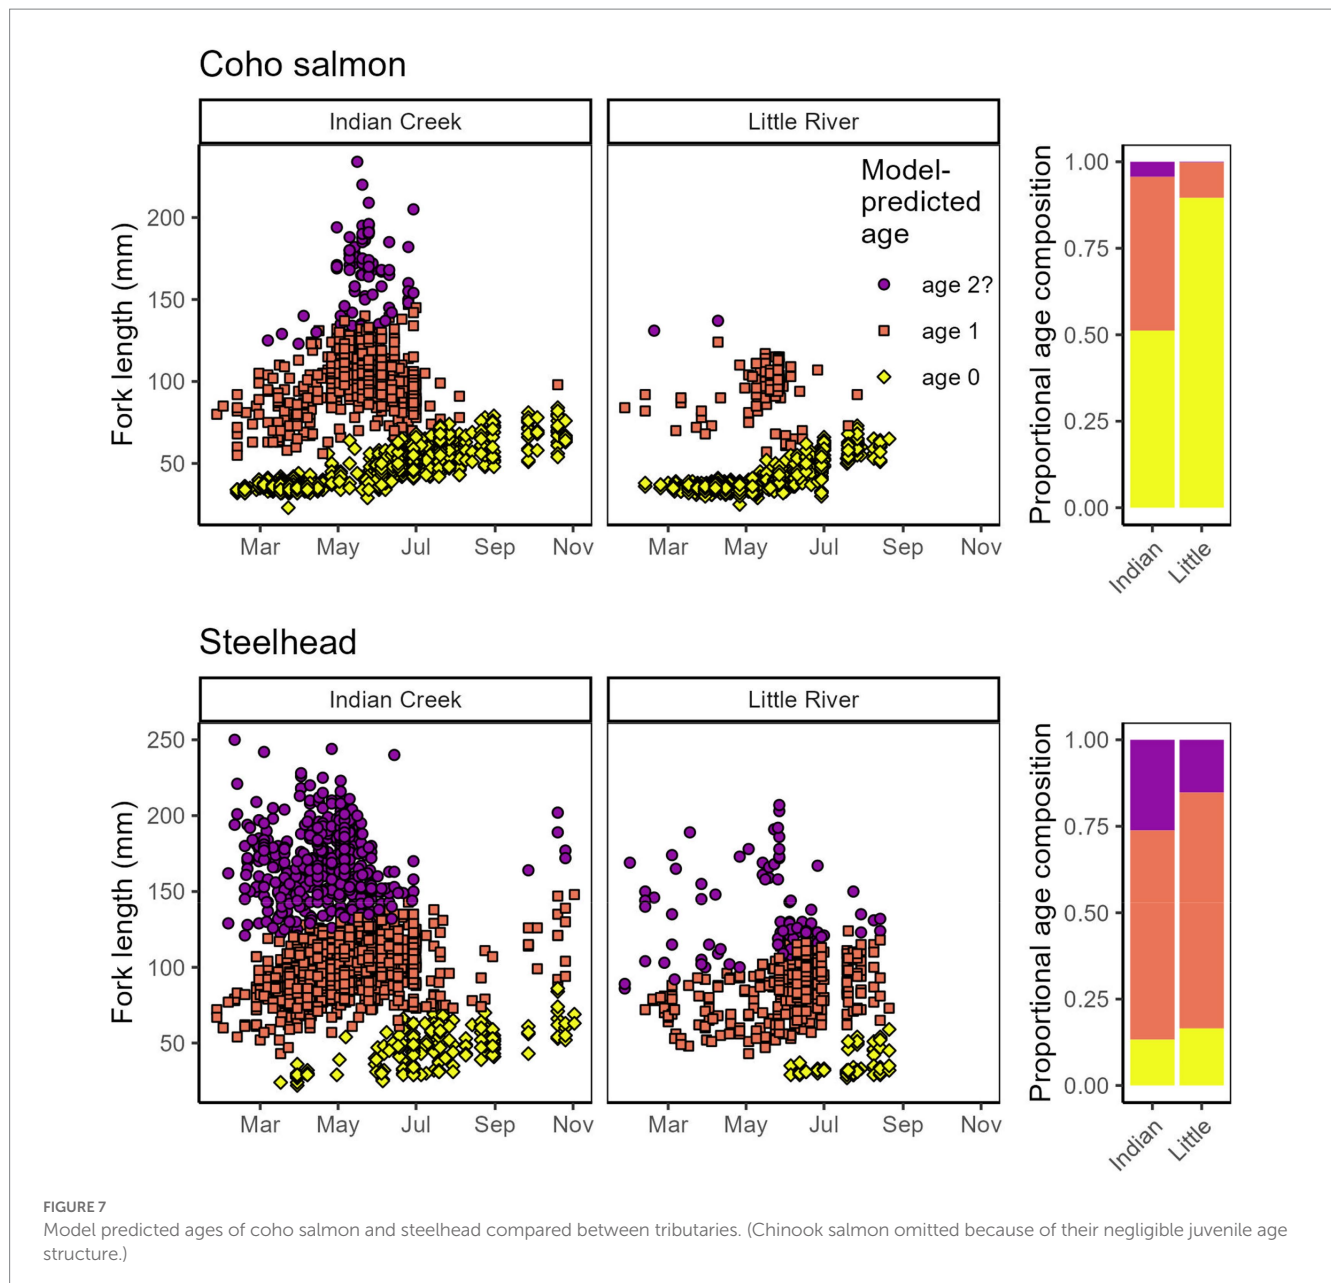 Coho salmon
Indian Creek
Little River
Fork length (mm)
200
150
100
50
Mar
May
Jul
Sep
Nov
Mar
May
Jul
Sep
Nov
Model-
predicted
age
age 2?
age 1
age 0
Proportional age composition
1.00
0.75
0.50
0.25
0.00
Indian
Little
Steelhead
Indian Creek
Little River
Fork length (mm)
250
200
150
100
50
Mar
May
Jul
Sep
Nov
Mar
May
Jul
Sep
Nov
Proportional age composition
1.00
0.75
0.50
0.25
0.00
Indian
Little
FIGURE 7
Model predicted ages of coho salmon and steelhead compared between tributaries. (Chinook salmon omitted because of their negligible juvenile age
structure.)